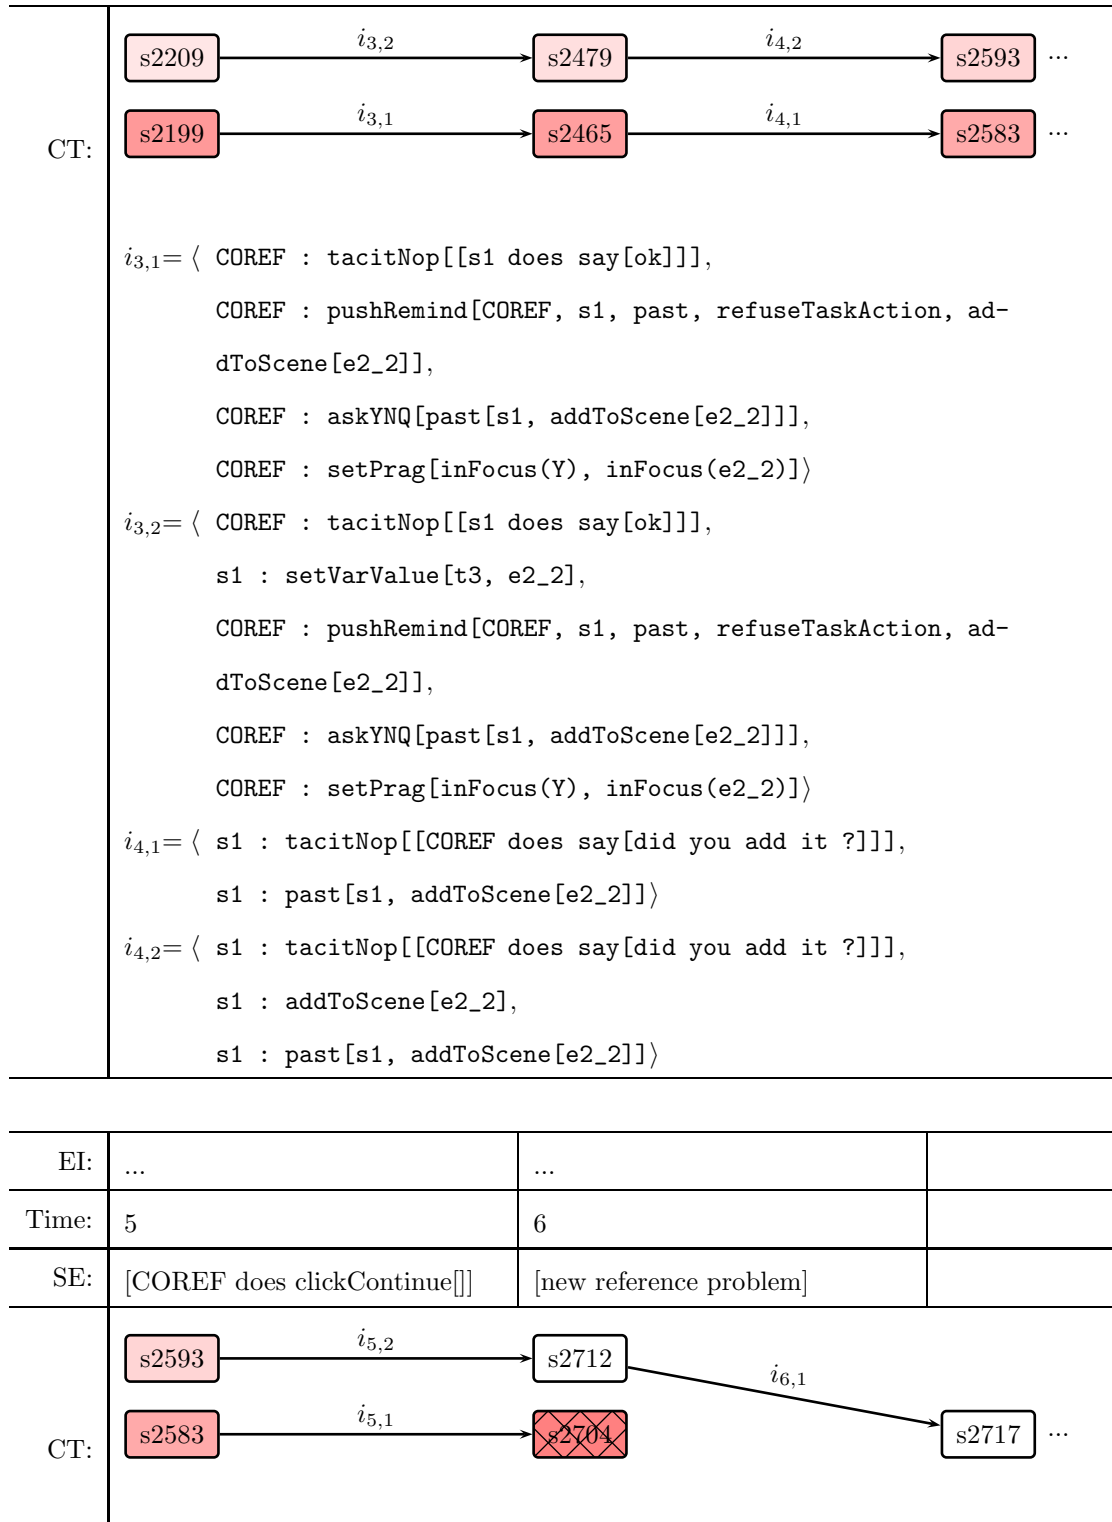 i3,2 i4,2
s2209 s2479 s2593 ...
i3,1 i4,1
s2199 s2465 s2583 ...
CT:
i3,1=⟨ COREF : tacitNop[[s1 does say[ok]]],
COREF : pushRemind[COREF, s1, past, refuseTaskAction, ad-
dToScene[e2_2]],
COREF : askYNQ[past[s1, addToScene[e2_2]]],
COREF : setPrag[inFocus(Y), inFocus(e2_2)]⟩
i3,2=⟨ COREF : tacitNop[[s1 does say[ok]]],
s1 : setVarValue[t3, e2_2],
COREF : pushRemind[COREF, s1, past, refuseTaskAction, ad-
dToScene[e2_2]],
COREF : askYNQ[past[s1, addToScene[e2_2]]],
COREF : setPrag[inFocus(Y), inFocus(e2_2)]⟩
i4,1=⟨ s1 : tacitNop[[COREF does say[did you add it ?]]],
s1 : past[s1, addToScene[e2_2]]⟩
i4,2=⟨ s1 : tacitNop[[COREF does say[did you add it ?]]],
s1 : addToScene[e2_2],
s1 : past[s1, addToScene[e2_2]]⟩
EI: ... ...
Time: 5 6
SE: [COREF does clickContinue[]] [new reference problem]
i5,2
s2593 s2712
i6,1
i5,1
s2583 s2704 s2717 ...
CT: